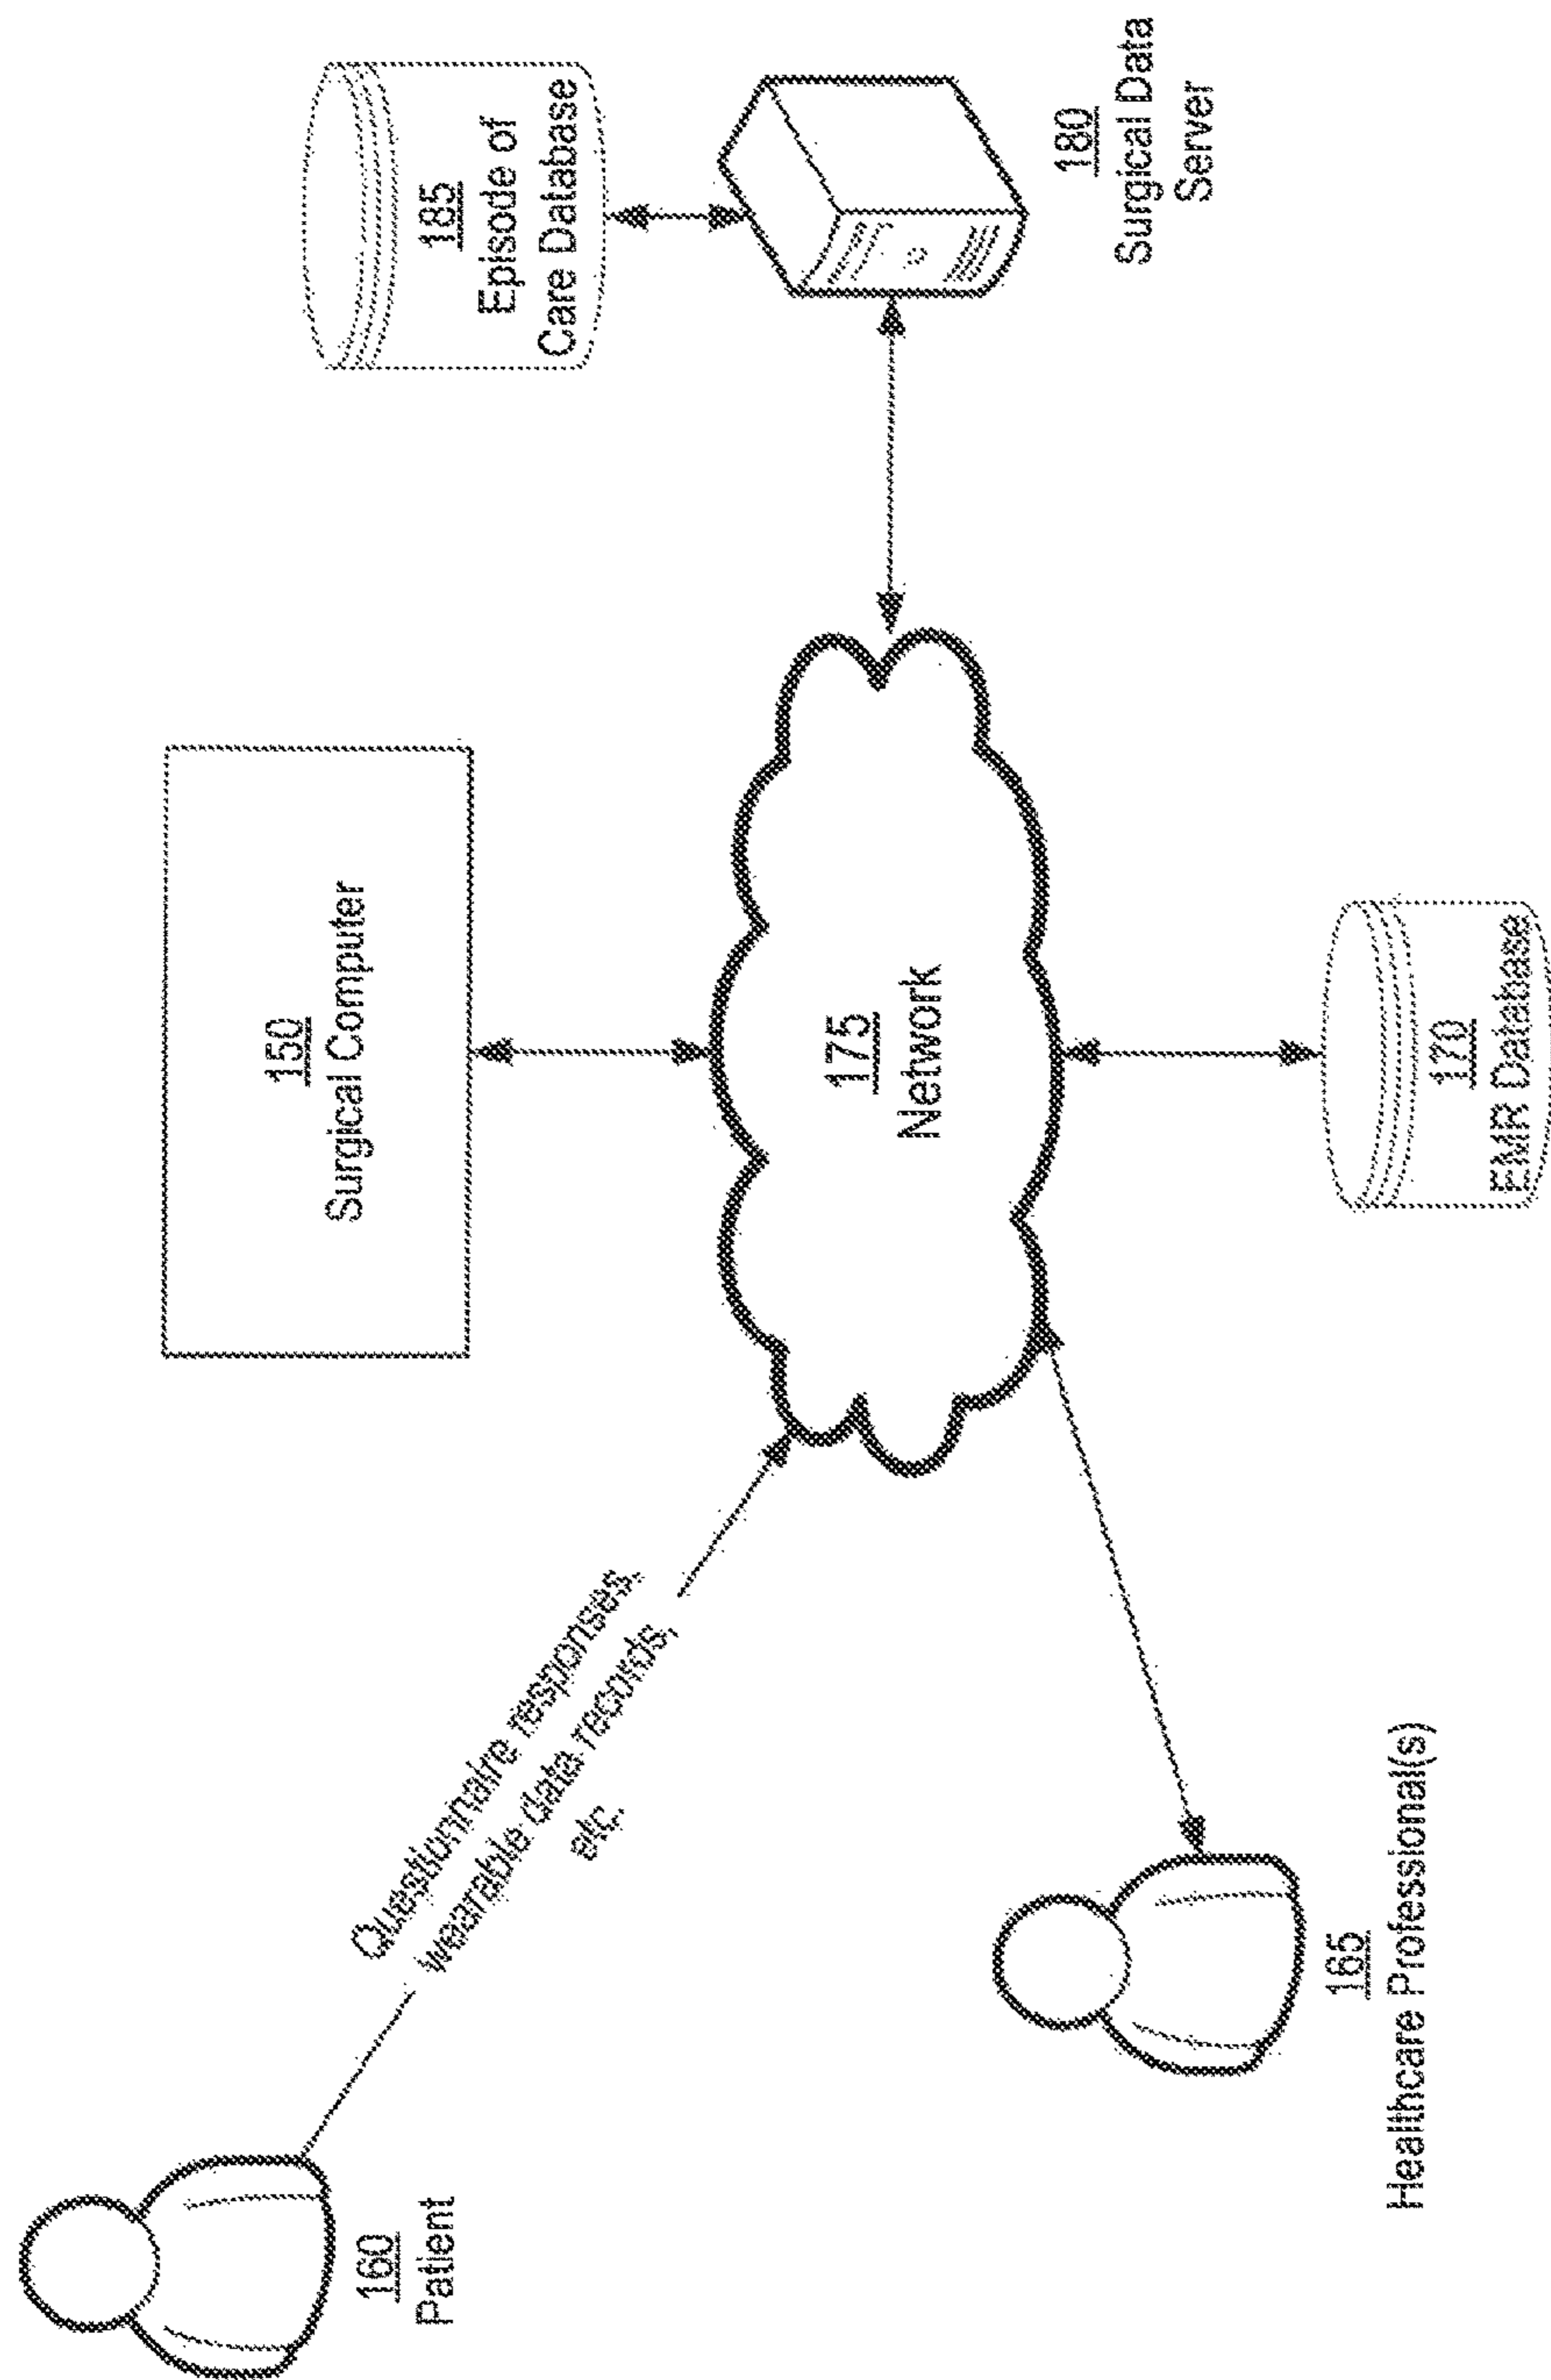 160
Patient
Questionnaire responses,
wearable data records,
etc.
150
Surgical Computer
185
Episode of
Care Database
175
Network
180
Surgical Data
Server
165
Healthcare Professional(s)
170
EMR Database